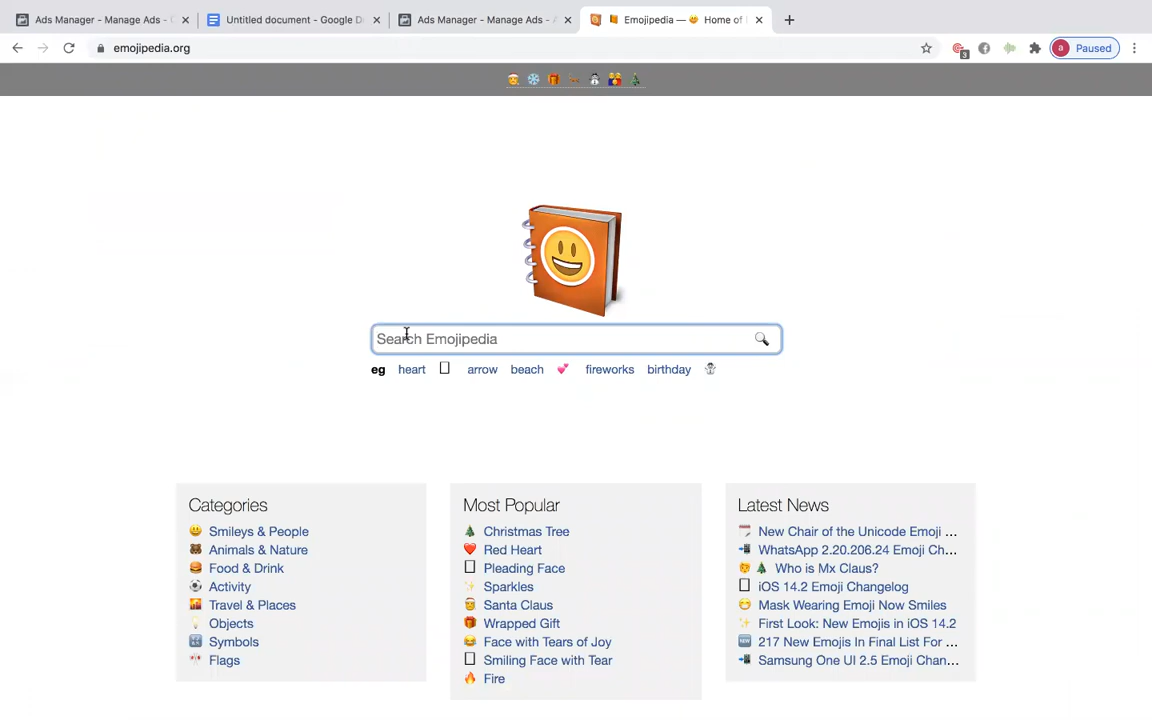 Ads Manager - Manage Ads -
Untitled document - Google D
Ads Manager - Manage Ads -
Emojipedia — 😃 Home of
emojipedia.org
3
a Paused
Search Emojipedia
eg heart arrow beach 💕 fireworks birthday ☃
Categories
😃 Smileys & People
🐻 Animals & Nature
🍔 Food & Drink
⚽ Activity
🌇 Travel & Places
💡 Objects
🔣 Symbols
🎌 Flags
Most Popular
🎄 Christmas Tree
❤️ Red Heart
Pleading Face
✨ Sparkles
🎅 Santa Claus
🎁 Wrapped Gift
😂 Face with Tears of Joy
Smiling Face with Tear
🔥 Fire
Latest News
🗓 New Chair of the Unicode Emoji ...
📲 WhatsApp 2.20.206.24 Emoji Ch...
🎄 Who is Mx Claus?
iOS 14.2 Emoji Changelog
😷 Mask Wearing Emoji Now Smiles
✨ First Look: New Emojis in iOS 14.2
🆕 217 New Emojis In Final List For ...
📲 Samsung One UI 2.5 Emoji Chan...